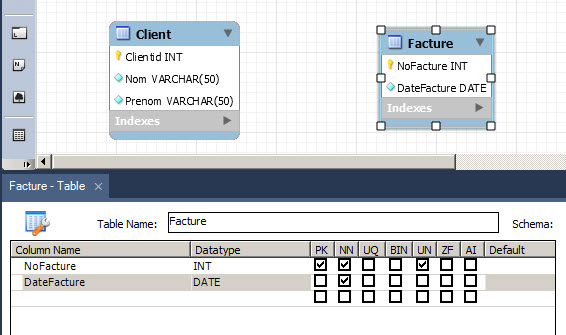 Client
Clientid INT
Nom VARCHAR(50)
Prenom VARCHAR(50)
Indexes
Facture
NoFacture INT
DateFacture DATE
Indexes
Facture - Table ×
Table Name: Facture Schema:
Column Name Datatype PK NN UQ BIN UN ZF AI Default
NoFacture INT
DateFacture DATE